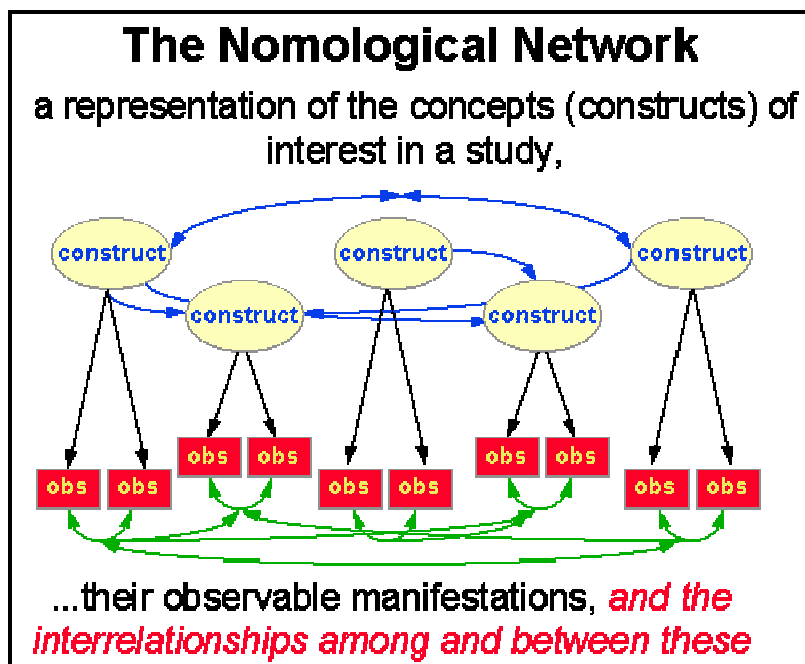 The Nomological Network
a representation of the concepts (constructs) of
interest in a study,
construct
construct
construct
construct
construct
obs
obs
obs
obs
obs
obs
obs
obs
obs
obs
...their observable manifestations, and the
interrelationships among and between these